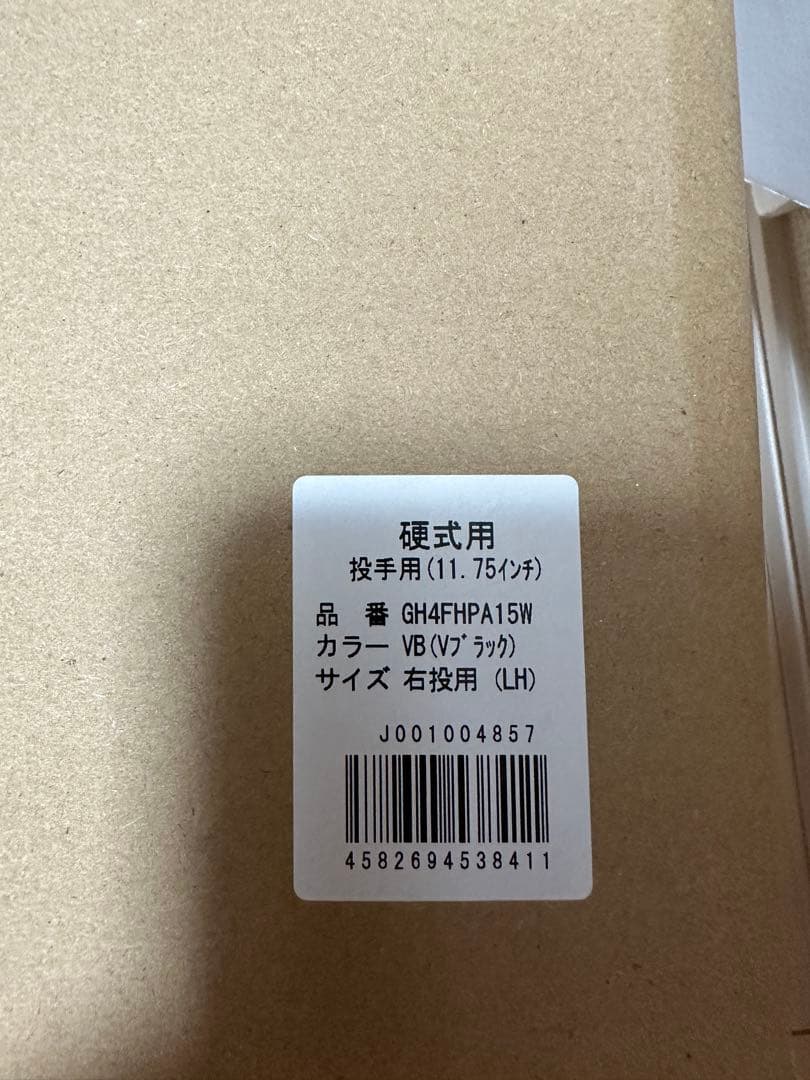 硬式用
投手用(11.75ｲﾝﾁ)
品　番 GH4FHPA15W
カラー VB(Vﾌﾞﾗｯｸ)
サイズ 右投用 (LH)
J001004857
4582694538411